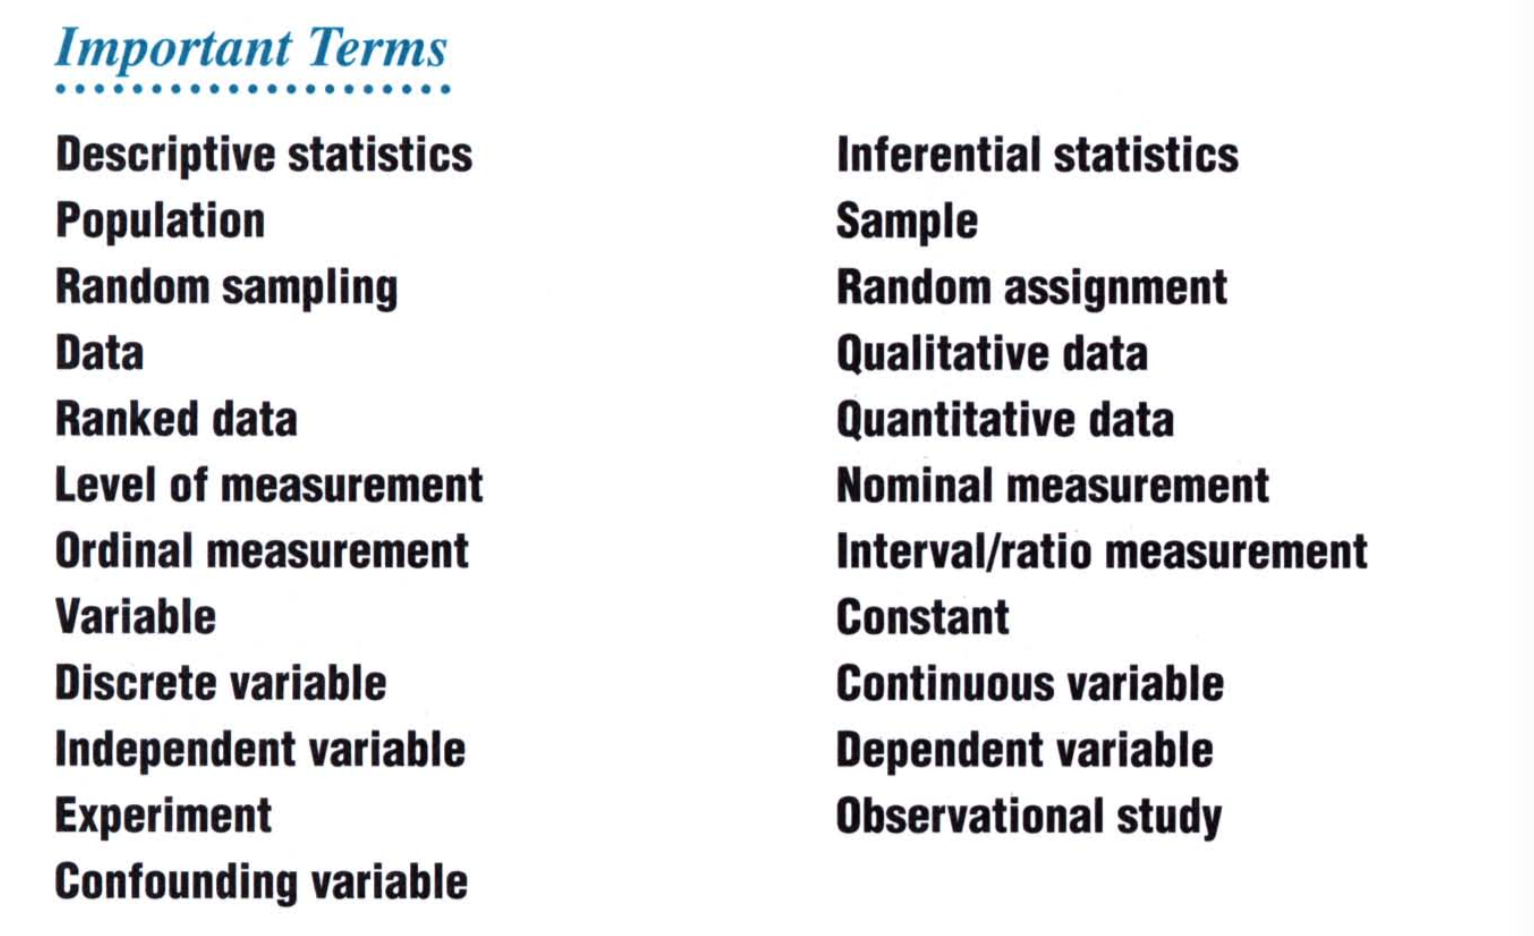 Important Terms
Descriptive statistics
Inferential statistics
Population
Sample
Random sampling
Random assignment
Data
Qualitative data
Ranked data
Quantitative data
Level of measurement
Nominal measurement
Ordinal measurement
Interval/ratio measurement
Variable
Constant
Discrete variable
Continuous variable
Independent variable
Dependent variable
Experiment
Observational study
Confounding variable